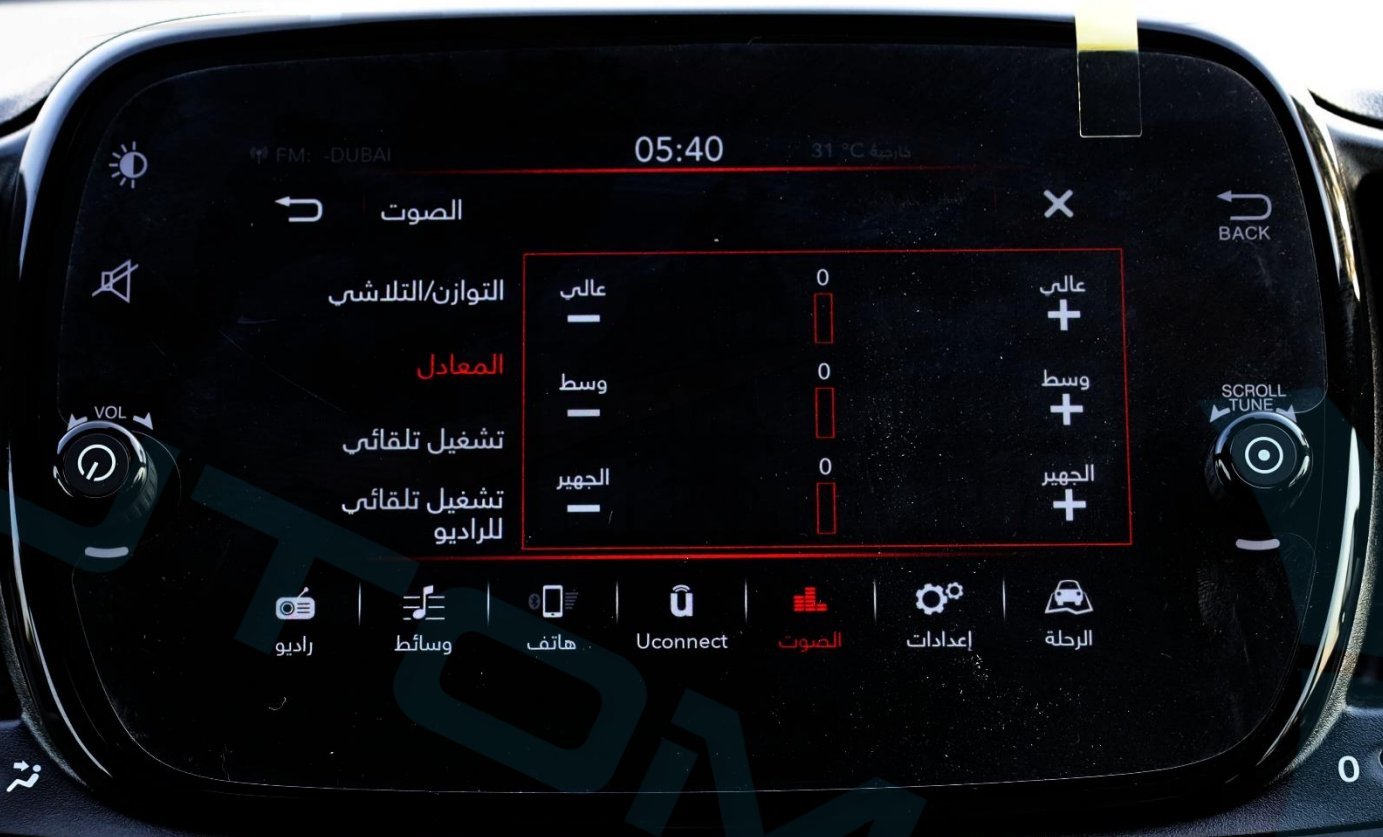 FM: -DUBAI
05:40
31 °C خارجية
الصوت
BACK
التوازن/التلاشي
المعادل
تشغيل تلقائي
تشغيل تلقائي
للراديو
عالي
0
عالي
وسط
0
وسط
الجهير
0
الجهير
VOL
SCROLL
TUNE
راديو
وسائط
هاتف
Uconnect
الصوت
إعدادات
الرحلة
0
UTOM